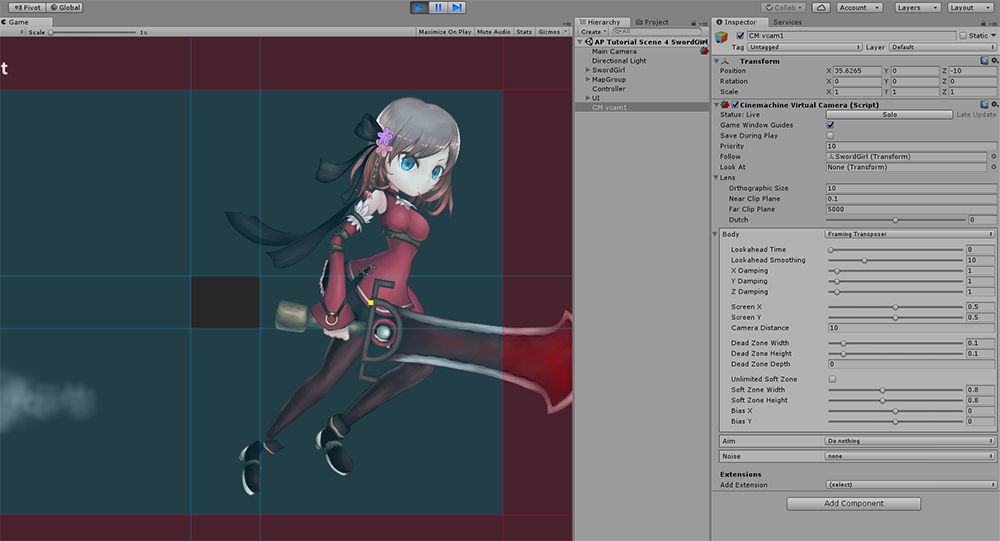 Pivot Global Collab Account Layers Layout
Game
Scale 1x Maximize On Play Mute Audio Stats Gizmos
t
Hierarchy Project
Create All
AP Tutorial Scene 4 SwordGirl
Main Camera
Directional Light
SwordGirl
MapGroup
Controller
UI
CM vcam1
Inspector Services
CM vcam1 Static
Tag Untagged Layer Default
Transform
Position X 35.6265 Y 0 Z -10
Rotation X 0 Y 0 Z 0
Scale X 1 Y 1 Z 1
Cinemachine Virtual Camera (Script)
Status: Live Solo Late Update
Game Window Guides
Save During Play
Priority 10
Follow SwordGirl (Transform)
Look At None (Transform)
Lens
Orthographic Size 10
Near Clip Plane 0.1
Far Clip Plane 5000
Dutch 0
Body Framing Transposer
Lookahead Time 0
Lookahead Smoothing 10
X Damping 1
Y Damping 1
Z Damping 1
Screen X 0.5
Screen Y 0.5
Camera Distance 10
Dead Zone Width 0.1
Dead Zone Height 0.1
Dead Zone Depth 0
Unlimited Soft Zone
Soft Zone Width 0.8
Soft Zone Height 0.8
Bias X 0
Bias Y 0
Aim Do nothing
Noise none
Extensions
Add Extension (select)
Add Component